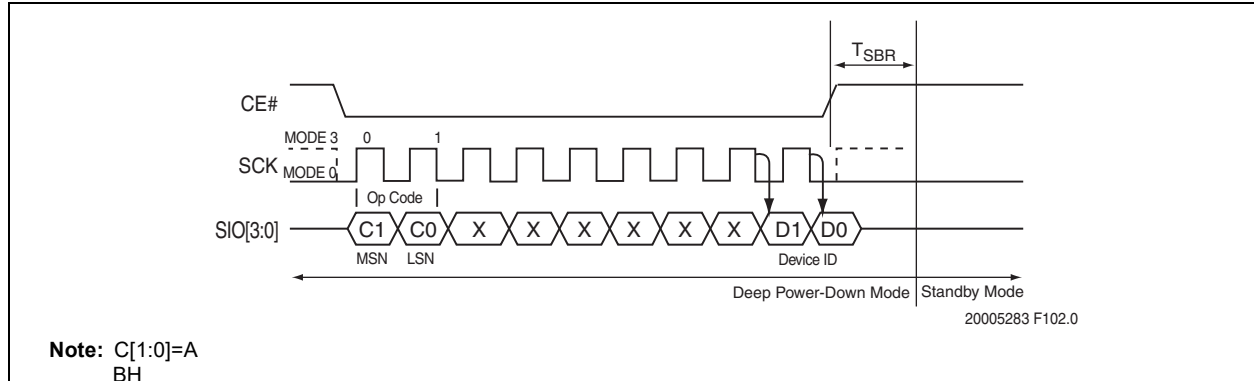 T_SBR
CE#
MODE 3 0 1
SCK
MODE 0
Op Code
SIO[3:0] C1 C0 X X X X X X D1 D0
MSN LSN Device ID
Deep Power-Down Mode Standby Mode
20005283 F102.0
Note: C[1:0]=A
BH